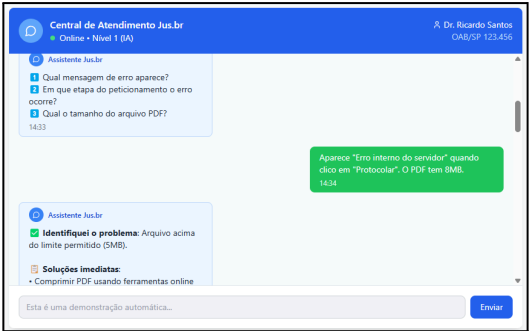 Central de Atendimento Jus.br
Online • Nível 1 (IA)
Dr. Ricardo Santos
OAB/SP 123.456
Assistente Jus.br
1 Qual mensagem de erro aparece?
2 Em que etapa do peticionamento o erro
ocorre?
3 Qual o tamanho do arquivo PDF?
14:33
Aparece "Erro interno do servidor" quando
clico em "Protocolar". O PDF tem 8MB.
14:34
Assistente Jus.br
✅ Identifiquei o problema: Arquivo acima
do limite permitido (5MB).
📋 Soluções imediatas:
• Comprimir PDF usando ferramentas online
Esta é uma demonstração automática...
Enviar